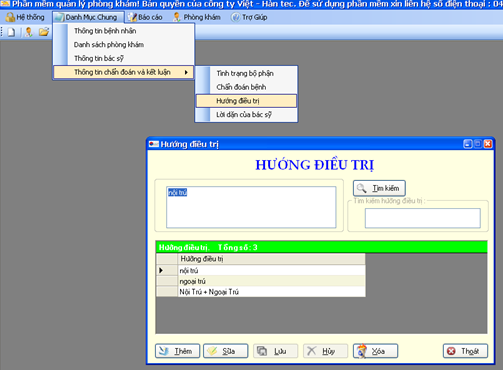 Phần mềm quản lý phòng khám! Bản quyền của công ty Việt - Hàn tec. Để sử dụng phần mềm xin liên hệ số điện thoại : 04
Hệ thống Danh Mục Chung Báo cáo Phòng khám Trợ Giúp
Thông tin bệnh nhân
Danh sách phòng khám
Thông tin bác sỹ
Thông tin chẩn đoán và kết luận
Tình trạng bộ phận
Chẩn đoán bệnh
Hướng điều trị
Lời dặn của bác sỹ
Hướng điều trị
HƯỚNG ĐIỀU TRỊ
nội trú
Tìm kiếm
Tìm kiếm hướng điều trị :
Hướng điều trị. Tổng số : 3
Hướng điều trị
nội trú
ngoại trú
Nội Trú + Ngoại Trú
Thêm Sửa Lưu Hủy Xóa Thoát